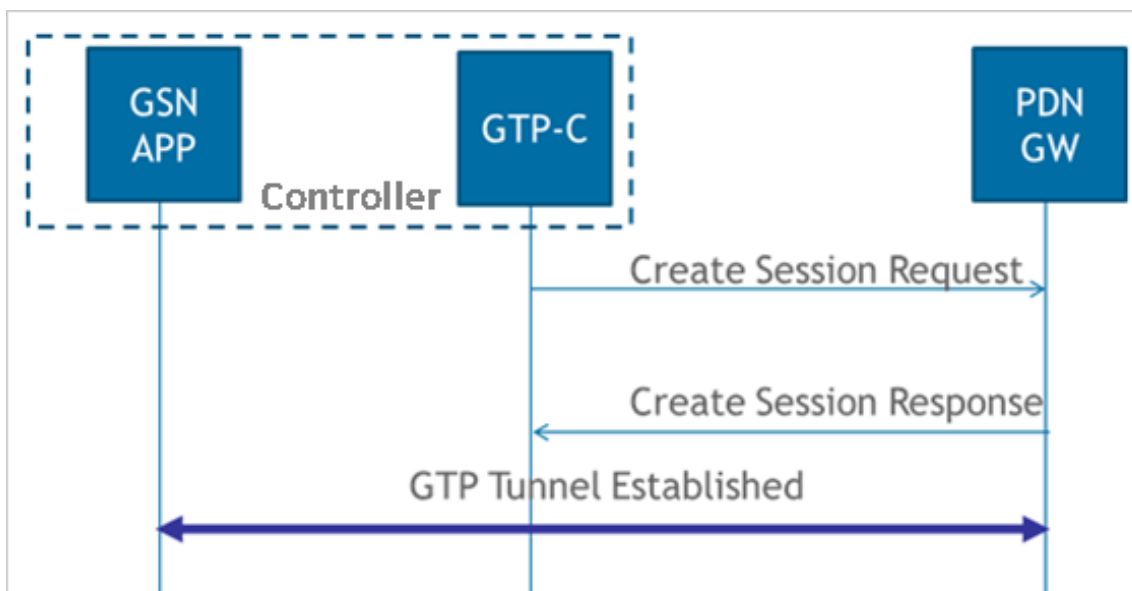 GSN
APP
GTP-C
PDN
GW
Controller
Create Session Request
Create Session Response
GTP Tunnel Established